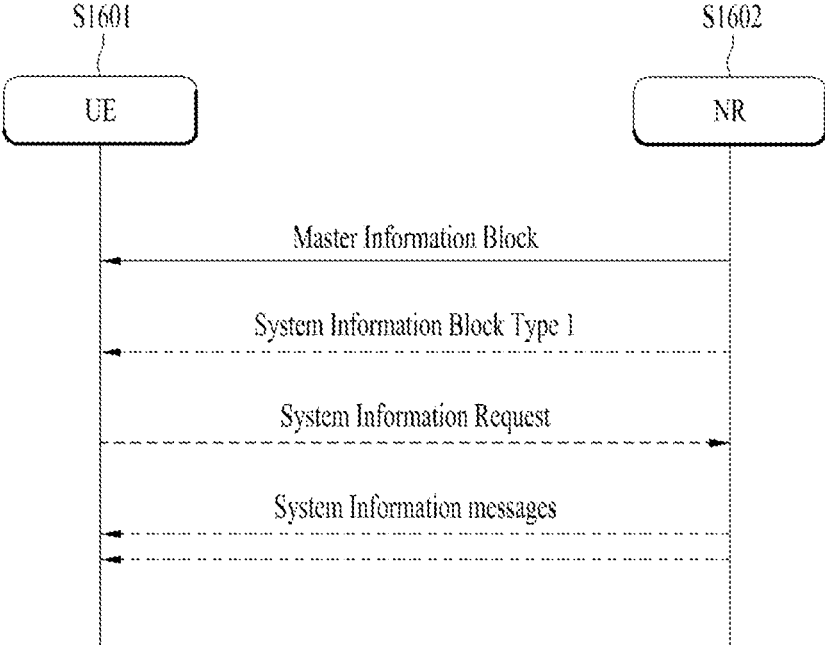 S1601
S1602
UE
NR
Master Information Block
System Information Block Type 1
System Information Request
System Information messages